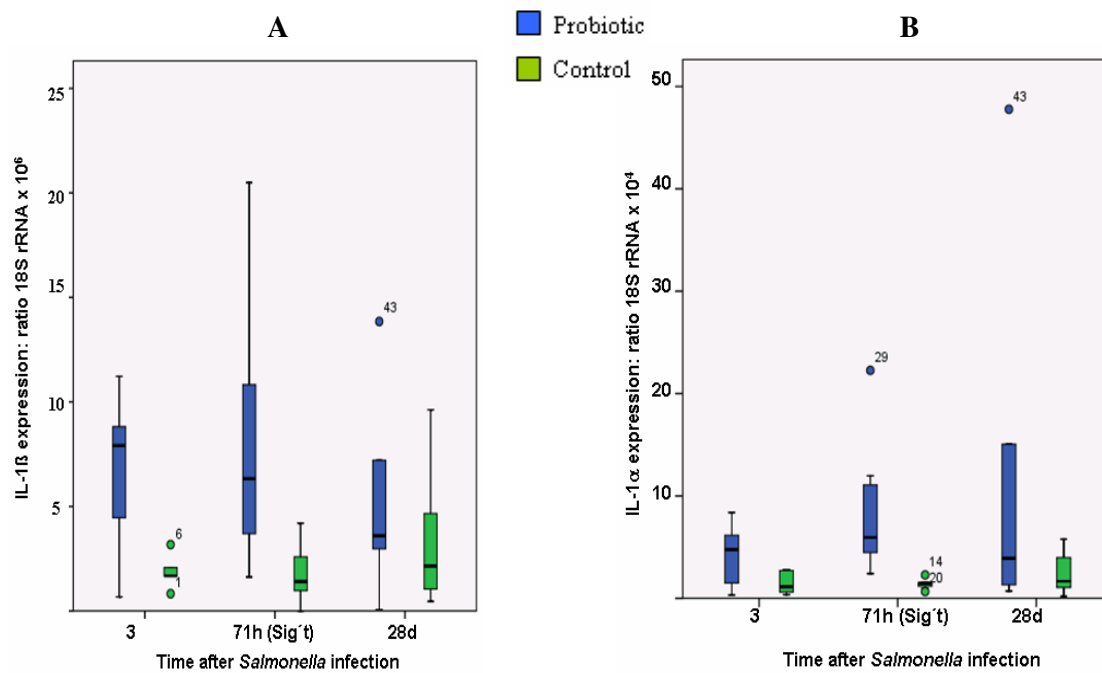 A
Probiotic
Control
B
IL-1ß expression: ratio 18S rRNA x 10⁶
25
20
15
10
5
6
1
43
3
71h (Sig´t)
28d
Time after Salmonella infection
IL-1α expression: ratio 18S rRNA x 10⁴
50
40
30
20
10
29
14
20
43
3
71h (Sig´t)
28d
Time after Salmonella infection